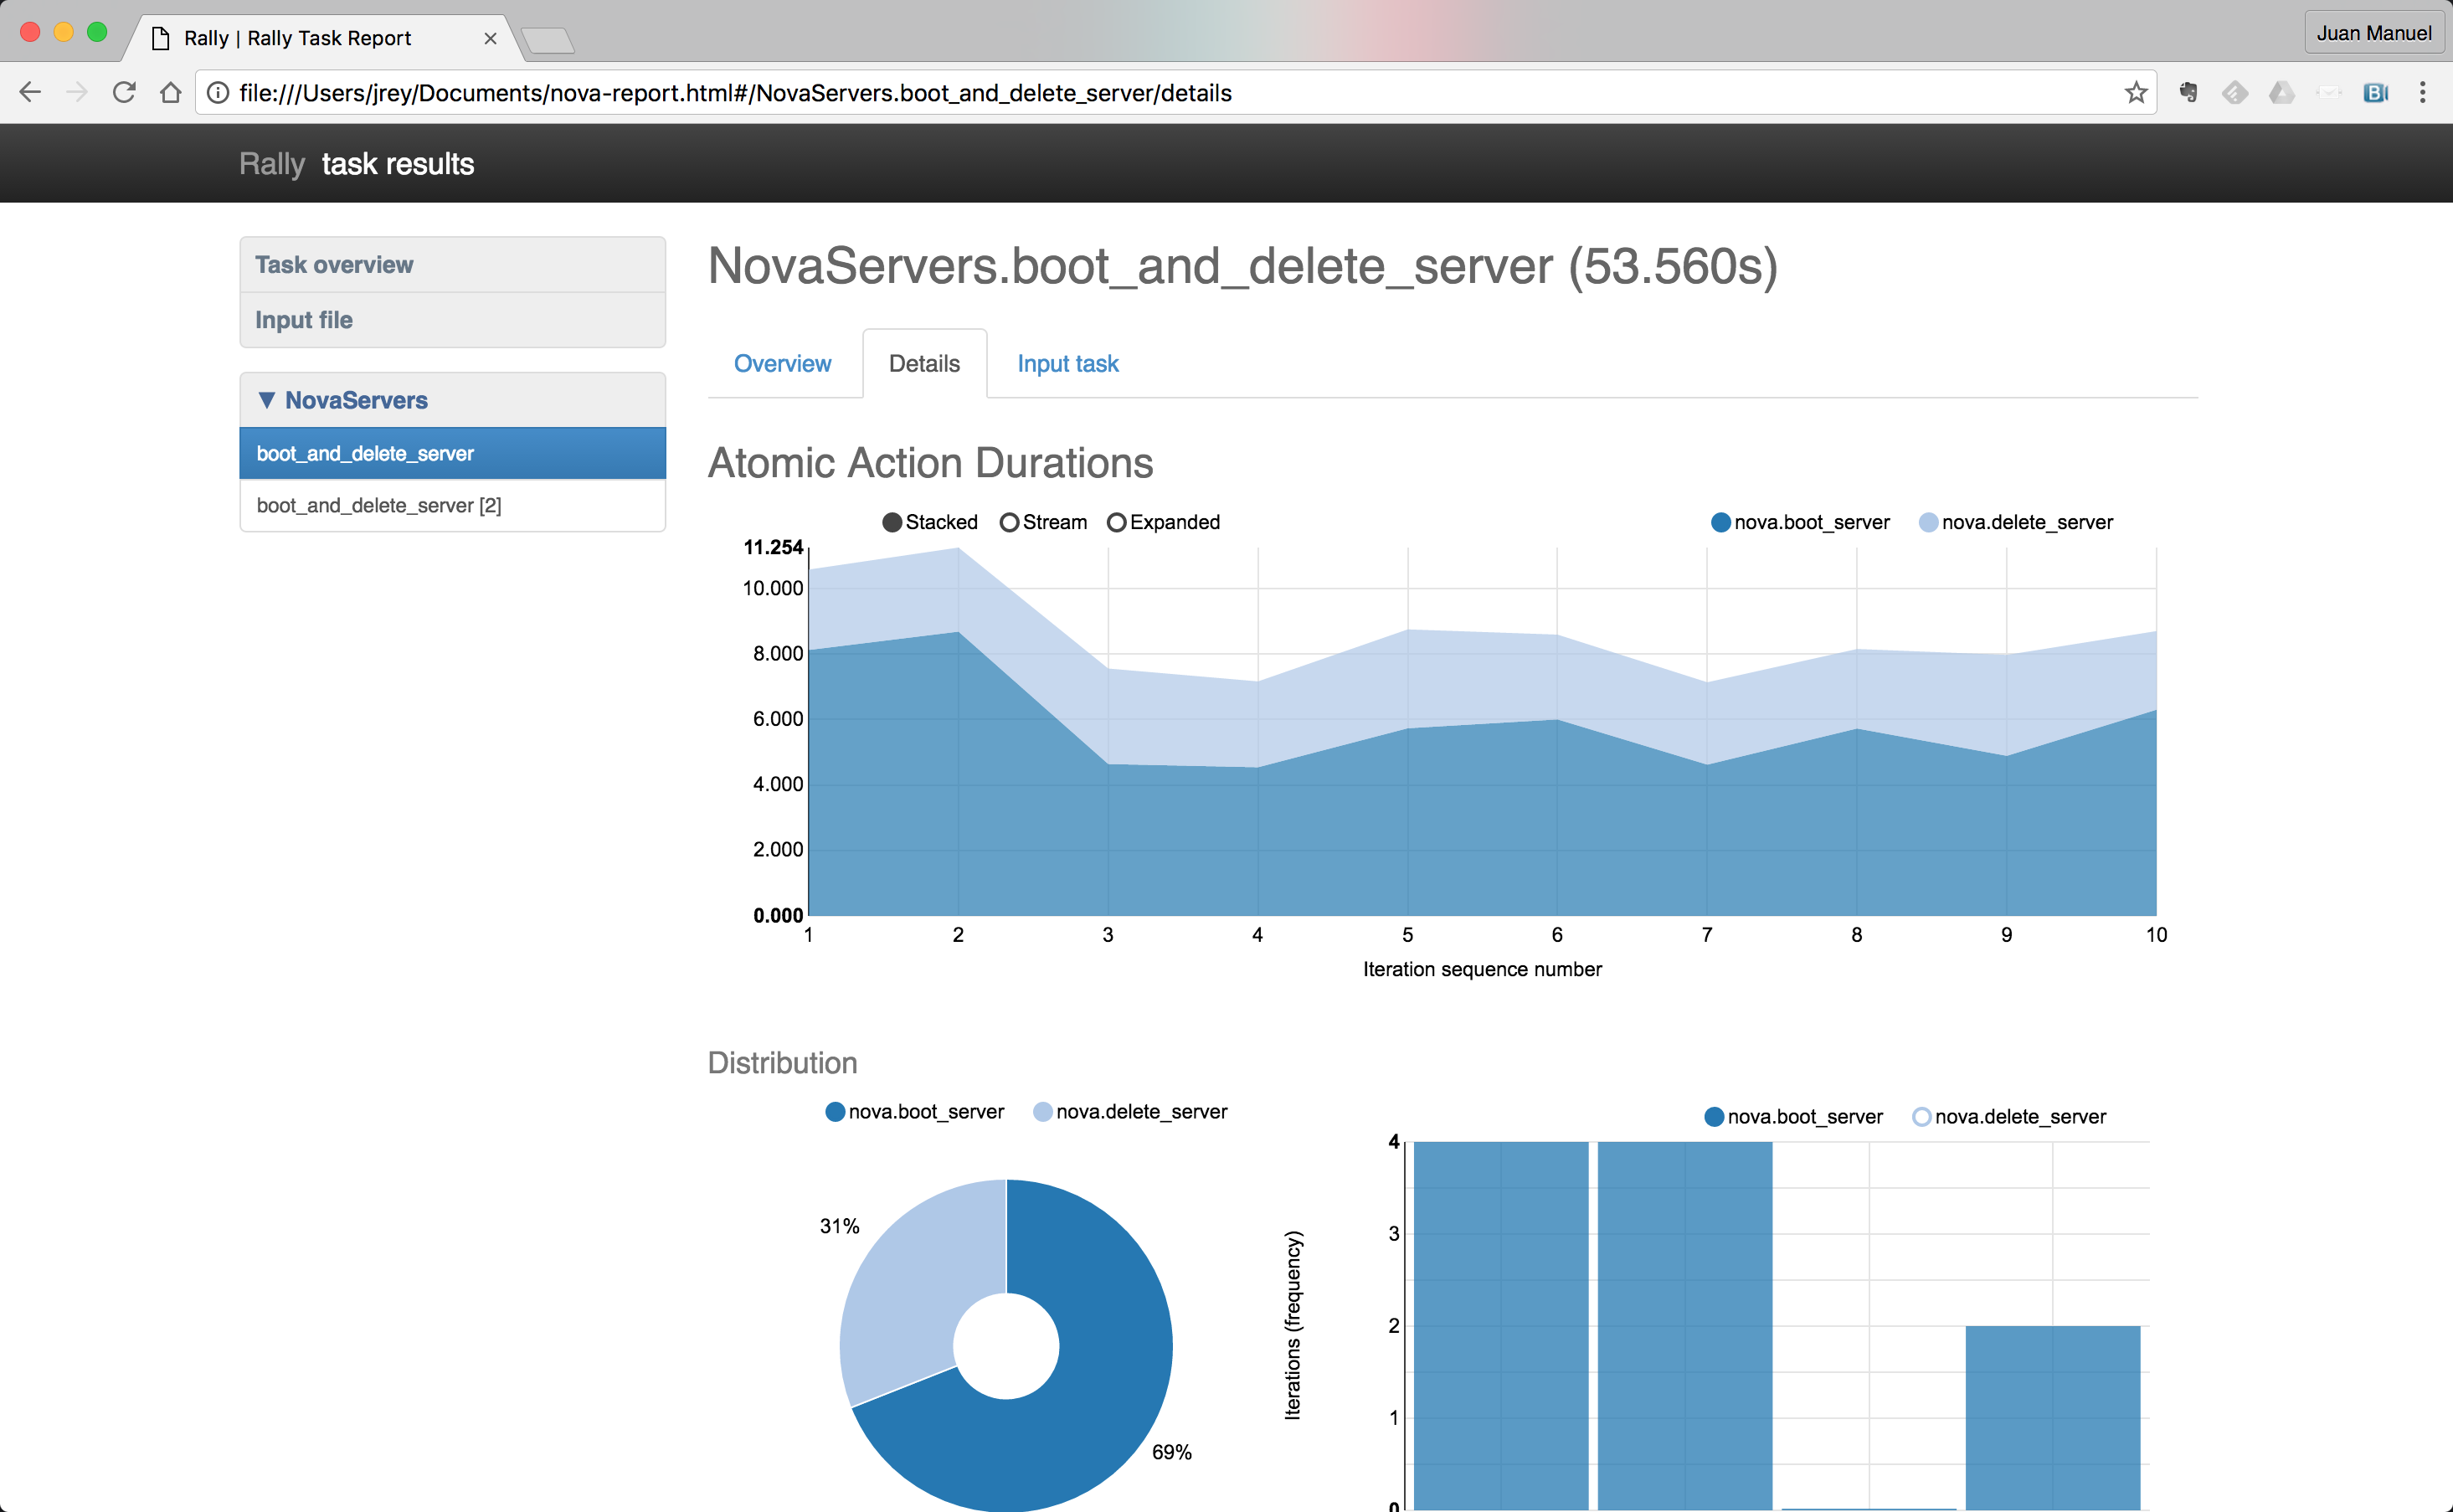 Rally | Rally Task Report
Juan Manuel
file:///Users/jrey/Documents/nova-report.html#/NovaServers.boot_and_delete_server/details
Rally task results
Task overview
Input file
▼ NovaServers
boot_and_delete_server
boot_and_delete_server [2]
NovaServers.boot_and_delete_server (53.560s)
Overview Details Input task
Atomic Action Durations
Stacked Stream Expanded nova.boot_server nova.delete_server
11.254
10.000
8.000
6.000
4.000
2.000
0.000
1 2 3 4 5 6 7 8 9 10
Iteration sequence number
Distribution
nova.boot_server nova.delete_server
31%
69%
nova.boot_server nova.delete_server
Iterations (frequency)
4
3
2
1
0